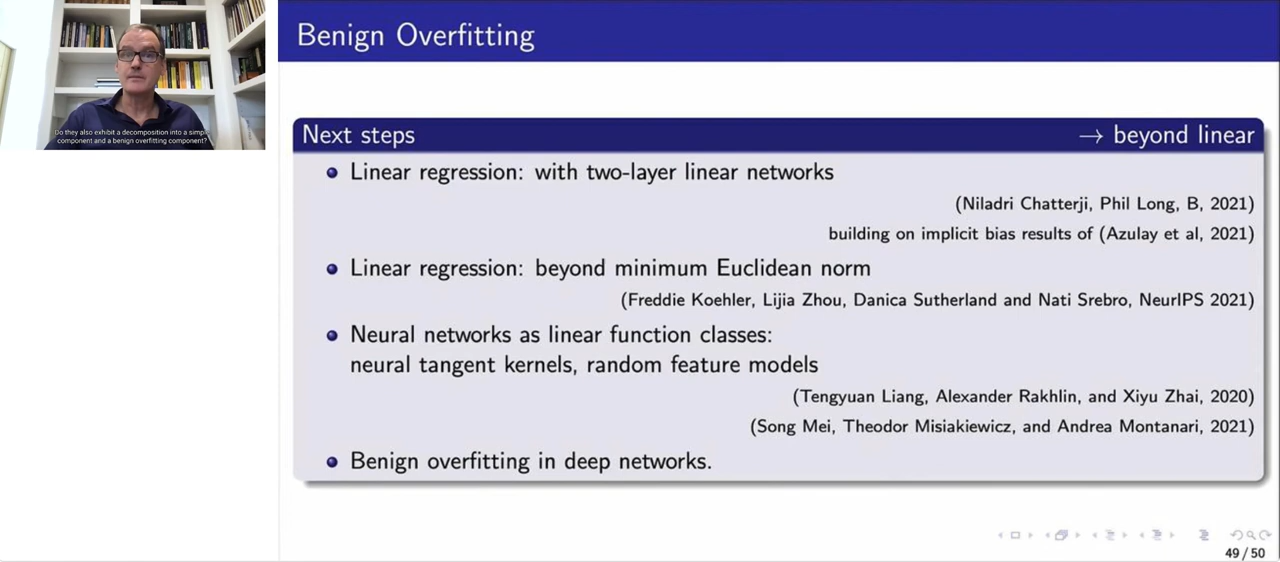 Do they also exhibit a decomposition into a simple
component and a benign overfitting component?
Benign Overfitting
Next steps → beyond linear
Linear regression: with two-layer linear networks
(Niladri Chatterji, Phil Long, B, 2021)
building on implicit bias results of (Azulay et al, 2021)
Linear regression: beyond minimum Euclidean norm
(Freddie Koehler, Lijia Zhou, Danica Sutherland and Nati Srebro, NeurIPS 2021)
Neural networks as linear function classes:
neural tangent kernels, random feature models
(Tengyuan Liang, Alexander Rakhlin, and Xiyu Zhai, 2020)
(Song Mei, Theodor Misiakiewicz, and Andrea Montanari, 2021)
Benign overfitting in deep networks.
49 / 50